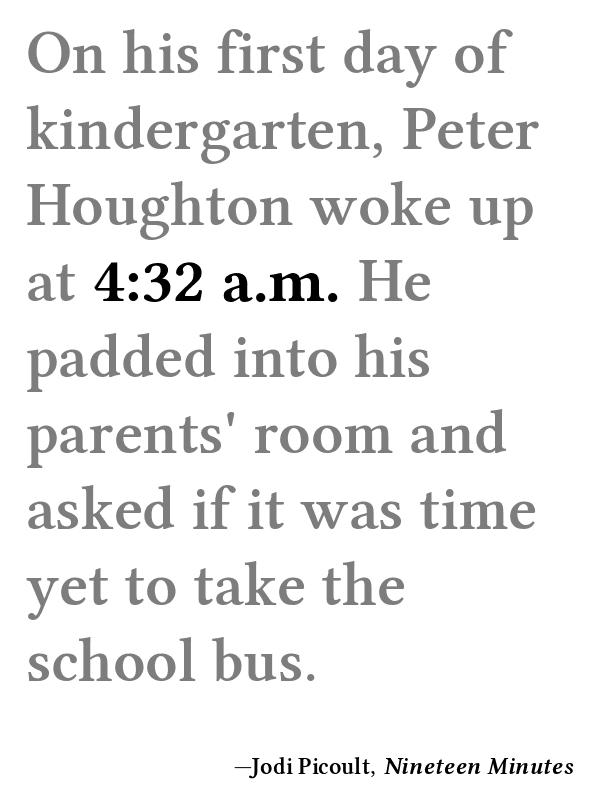 On his first day of
kindergarten, Peter
Houghton woke up
at 4:32 a.m. He
padded into his
parents' room and
asked if it was time
yet to take the
school bus.
—Jodi Picoult, Nineteen Minutes